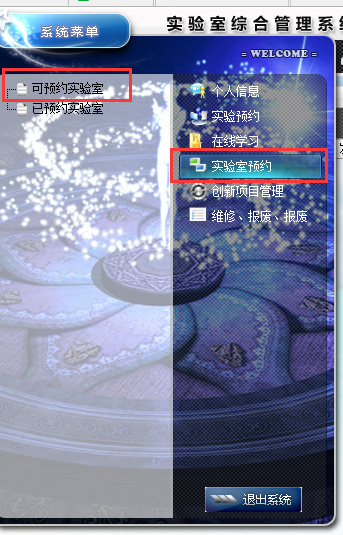 系统菜单
实验室综合管理系统
= WELCOME =
可预约实验室
已预约实验室
个人信息
实验预约
在线学习
实验室预约
创新项目管理
维修、报废、报废
退出系统